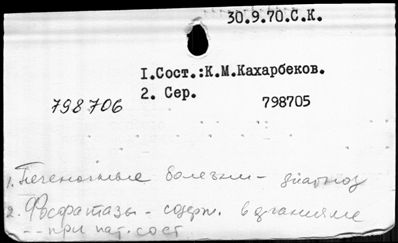 30.9.70.С.К.
I.Сост.:К.М.Кахарбеков.
2. Сер.
798706
798705
1. Печеночные болезни - диагноз
2. Фосфатазы - содерж. в организме
-- при пат. сост